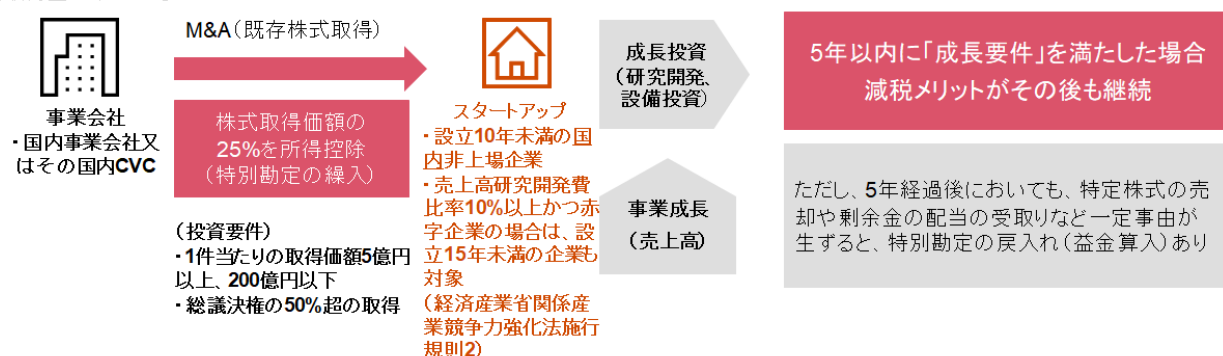 M&A（既存株式取得）
事業会社
・国内事業会社又
はその国内CVC
株式取得価額の
25%を所得控除
（特別勘定の繰入）
（投資要件）
・1件当たりの取得価額5億円
以上、200億円以下
・総議決権の50%超の取得
スタートアップ
・設立10年未満の国
内非上場企業
・売上高研究開発費
比率10%以上かつ赤
字企業の場合は、設
立15年未満の企業も
対象
（経済産業省関係産
業競争力強化法施行
規則2）
成長投資
（研究開発、
設備投資）
事業成長
（売上高）
5年以内に「成長要件」を満たした場合
減税メリットがその後も継続
ただし、5年経過後においても、特定株式の売
却や剰余金の配当の受取りなど一定事由が
生ずると、特別勘定の戻入れ（益金算入）あり